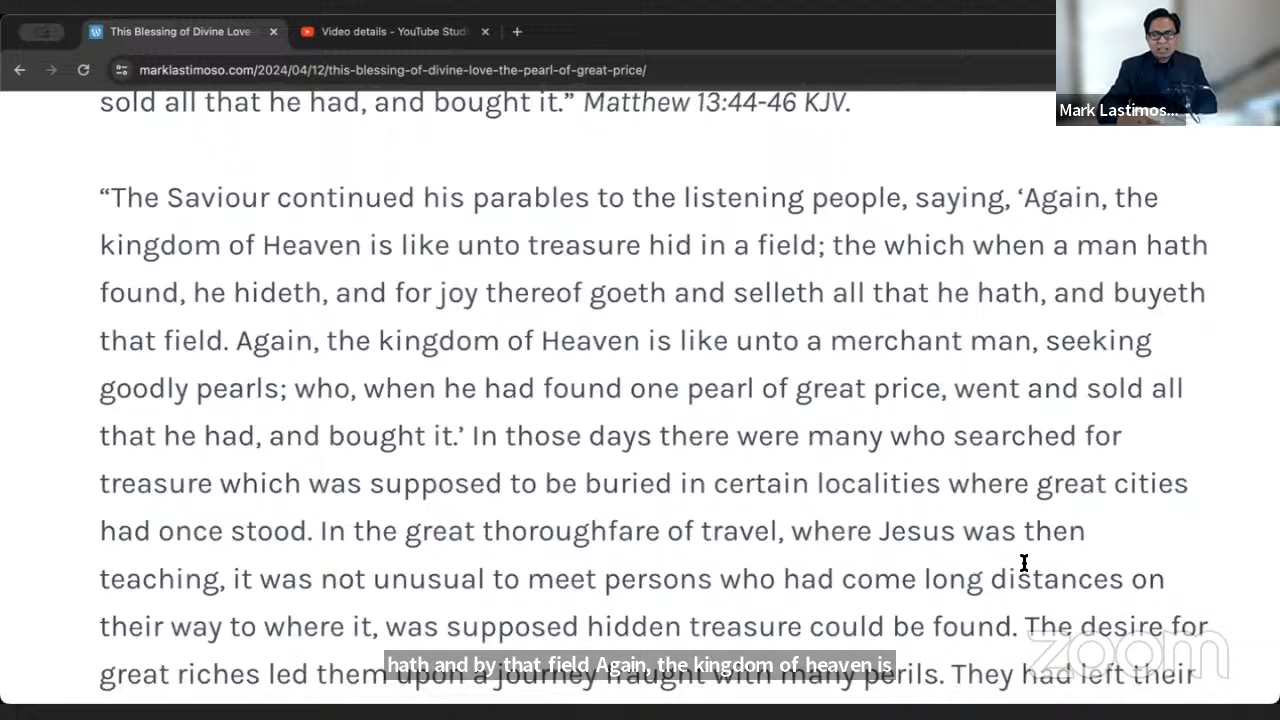 This Blessing of Divine Love
Video details - YouTube Stud
marklastimoso.com/2024/04/12/this-blessing-of-divine-love-the-pearl-of-great-price/
Mark Lastimos...
sold all that he had, and bought it.” Matthew 13:44-46 KJV.
“The Saviour continued his parables to the listening people, saying, ‘Again, the
kingdom of Heaven is like unto treasure hid in a field; the which when a man hath
found, he hideth, and for joy thereof goeth and selleth all that he hath, and buyeth
that field. Again, the kingdom of Heaven is like unto a merchant man, seeking
goodly pearls; who, when he had found one pearl of great price, went and sold all
that he had, and bought it.’ In those days there were many who searched for
treasure which was supposed to be buried in certain localities where great cities
had once stood. In the great thoroughfare of travel, where Jesus was then
teaching, it was not unusual to meet persons who had come long distances on
their way to where it, was supposed hidden treasure could be found. The desire for
great riches led them upon a journey fraught with many perils. They had left their
hath and by that field Again, the kingdom of heaven is
zoom